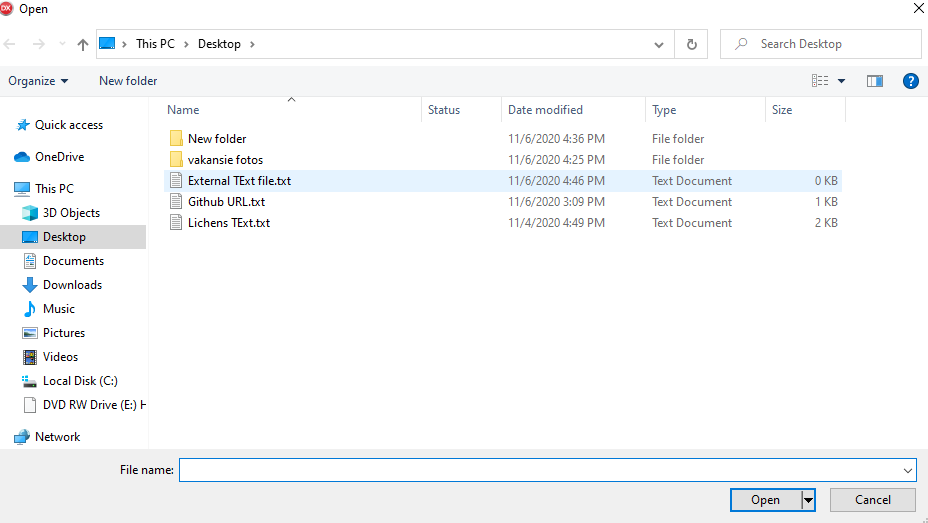 DX Open
This PC Desktop Search Desktop
Organize New folder ?
Name Status Date modified Type Size
Quick access
OneDrive
This PC
3D Objects
Desktop
Documents
Downloads
Music
Pictures
Videos
Local Disk (C:)
DVD RW Drive (E:) H
Network
New folder 11/6/2020 4:36 PM File folder
vakansie fotos 11/6/2020 4:25 PM File folder
External TExt file.txt 11/6/2020 4:46 PM Text Document 0 KB
Github URL.txt 11/6/2020 3:09 PM Text Document 1 KB
Lichens TExt.txt 11/4/2020 4:49 PM Text Document 2 KB
File name:
Open Cancel